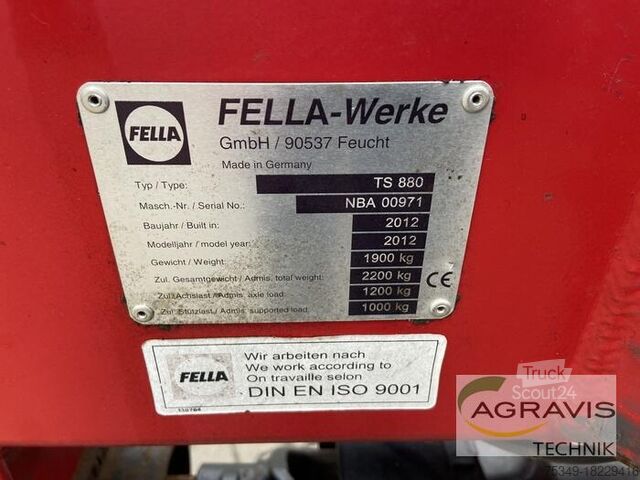 FELLA
FELLA-Werke
GmbH / 90537 Feucht
Made in Germany
Typ / Type: TS 880
Masch.-Nr. / Serial No.: NBA 00971
Baujahr / Built in: 2012
Modelljahr / model year: 2012
Gewicht / Weight: 1900 kg
Zul. Gesamtgewicht / Admis. total weight: 2200 kg
Zul. Achslast / Admis. axle load: 1200 kg
Zul. Stützlast / Admis. supported load: 1000 kg
CE
FELLA
Wir arbeiten nach
We work according to
On travaille selon
DIN EN ISO 9001
Truck
Scout24
AGRAVIS
TECHNIK
75349-18229416